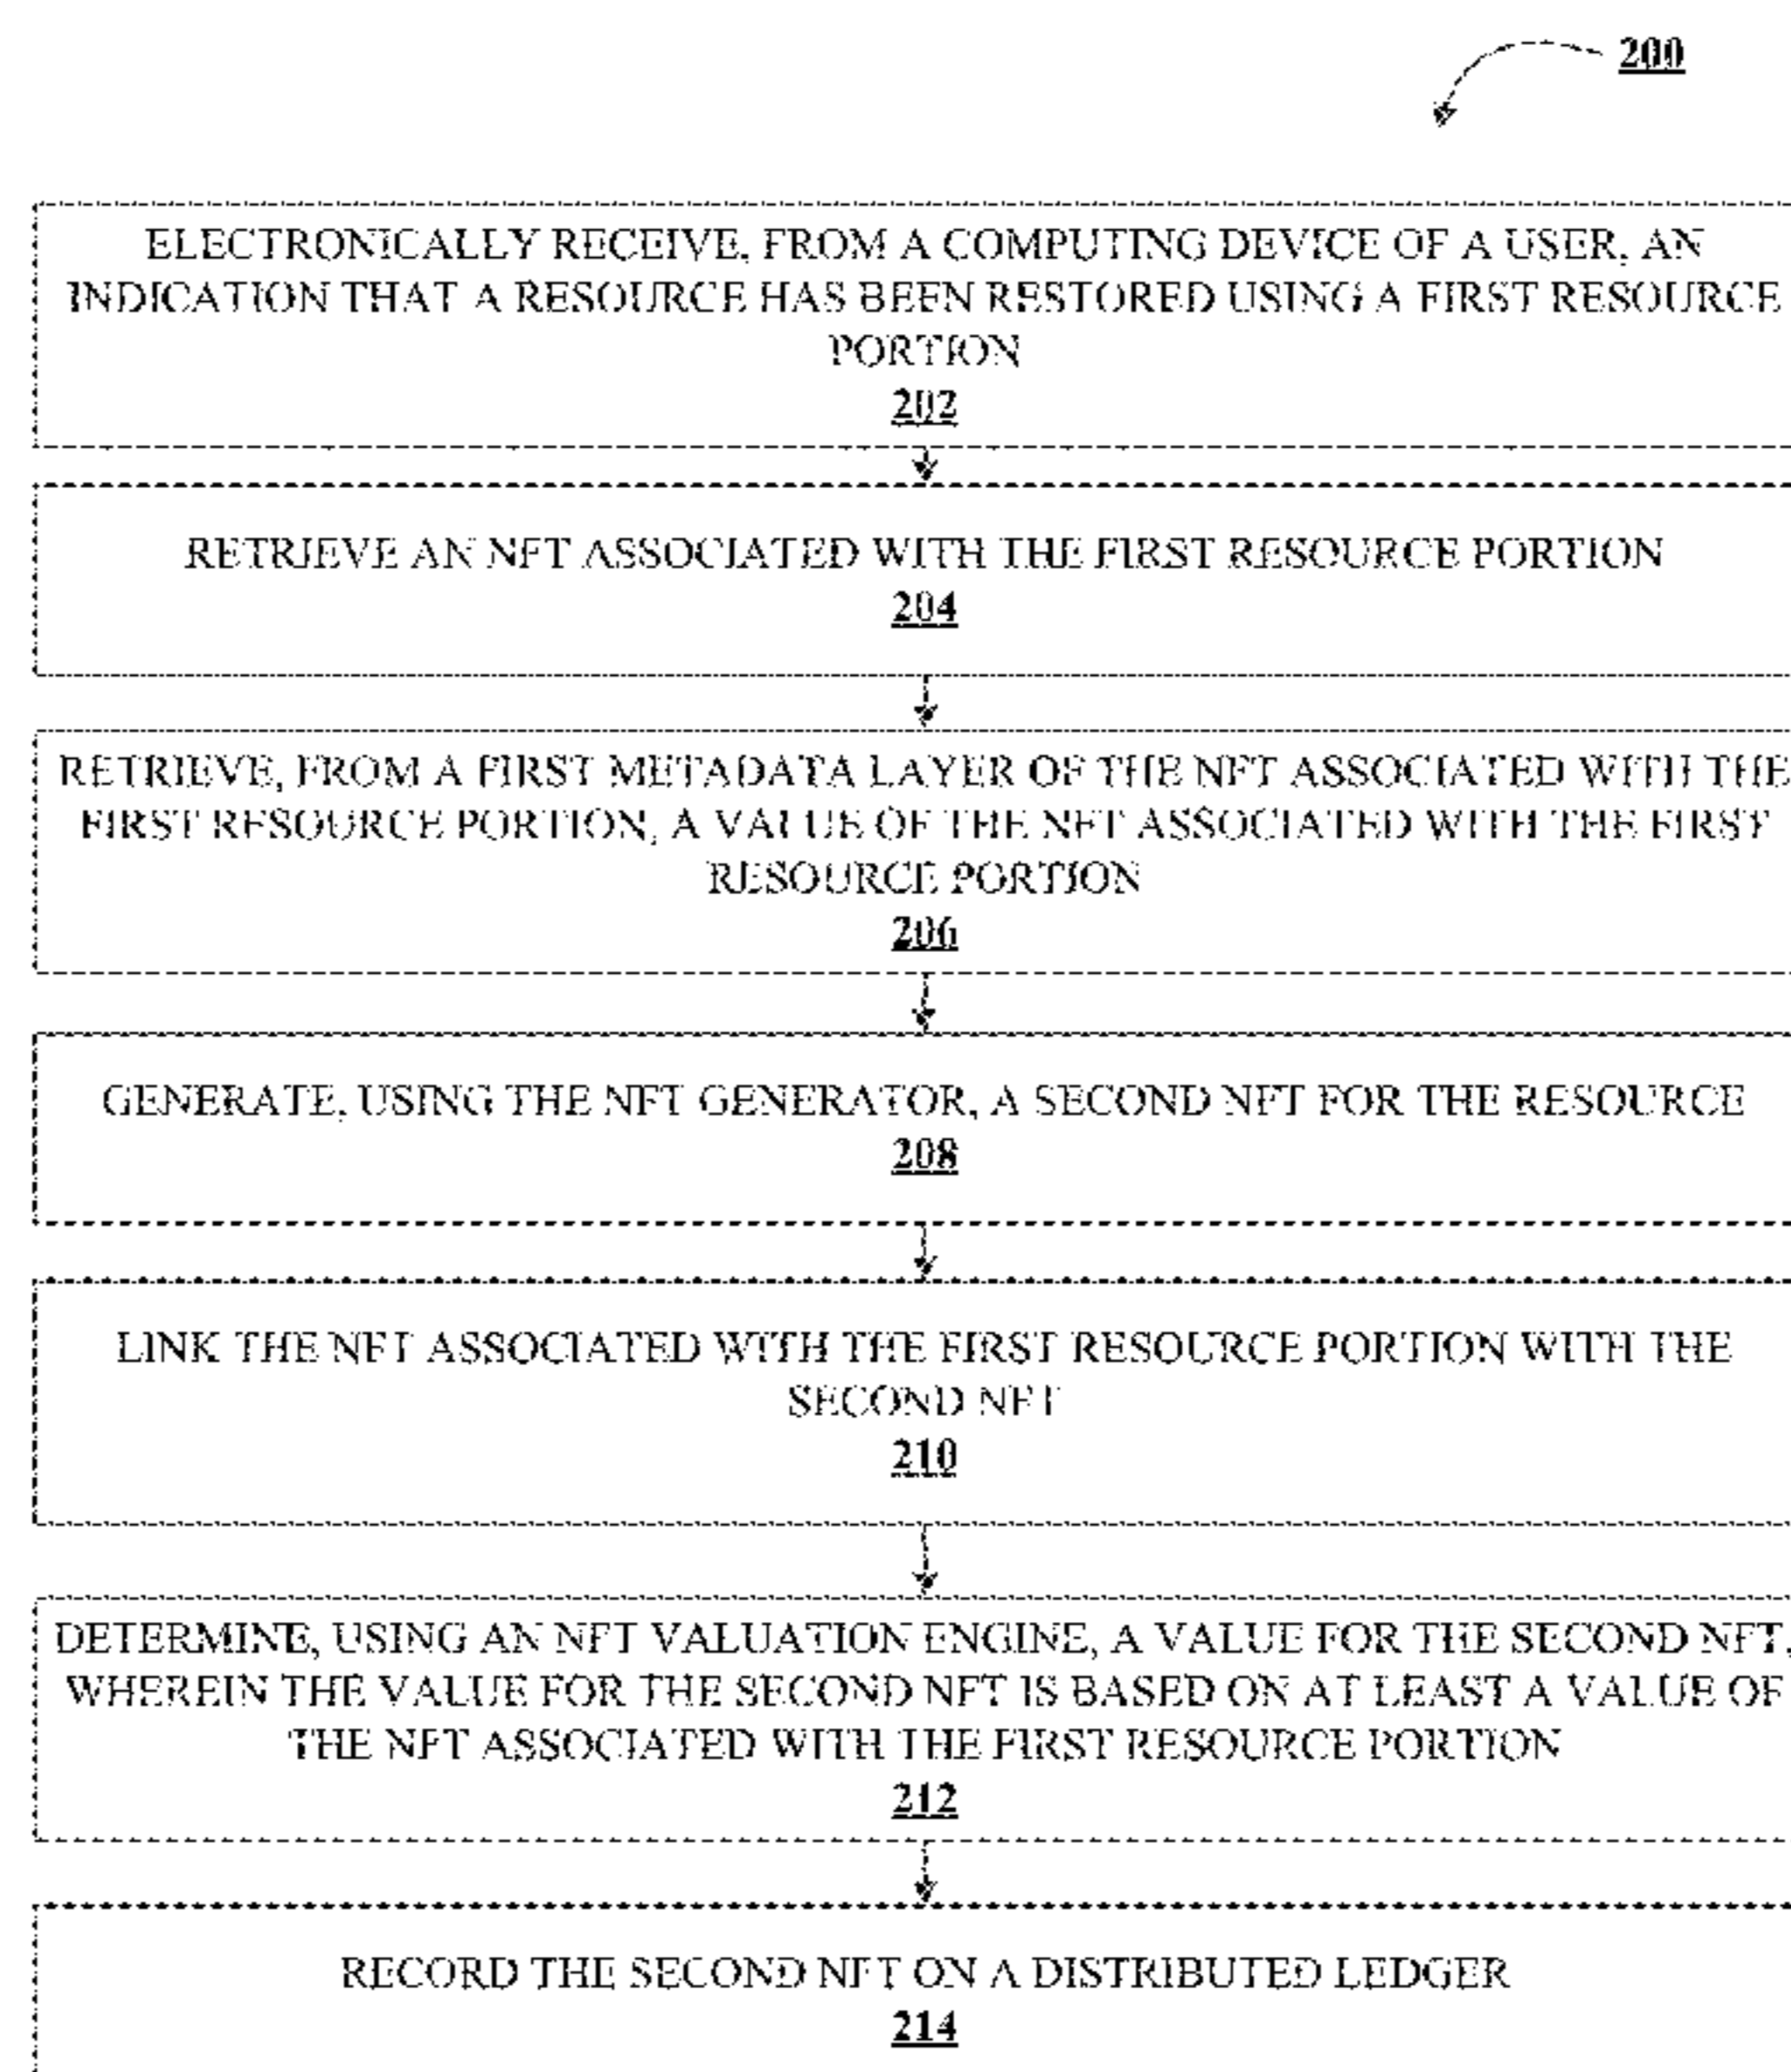 200
ELECTRONICALLY RECEIVE, FROM A COMPUTING DEVICE OF A USER, AN
INDICATION THAT A RESOURCE HAS BEEN RESTORED USING A FIRST RESOURCE
PORTION
202
RETRIEVE AN NFT ASSOCIATED WITH THE FIRST RESOURCE PORTION
204
RETRIEVE, FROM A FIRST METADATA LAYER OF THE NFT ASSOCIATED WITH THE
FIRST RESOURCE PORTION, A VALUE OF THE NFT ASSOCIATED WITH THE FIRST
RESOURCE PORTION
206
GENERATE, USING THE NFT GENERATOR, A SECOND NFT FOR THE RESOURCE
208
LINK THE NFT ASSOCIATED WITH THE FIRST RESOURCE PORTION WITH THE
SECOND NFT
210
DETERMINE, USING AN NFT VALUATION ENGINE, A VALUE FOR THE SECOND NFT,
WHEREIN THE VALUE FOR THE SECOND NFT IS BASED ON AT LEAST A VALUE OF
THE NFT ASSOCIATED WITH THE FIRST RESOURCE PORTION
212
RECORD THE SECOND NFT ON A DISTRIBUTED LEDGER
214